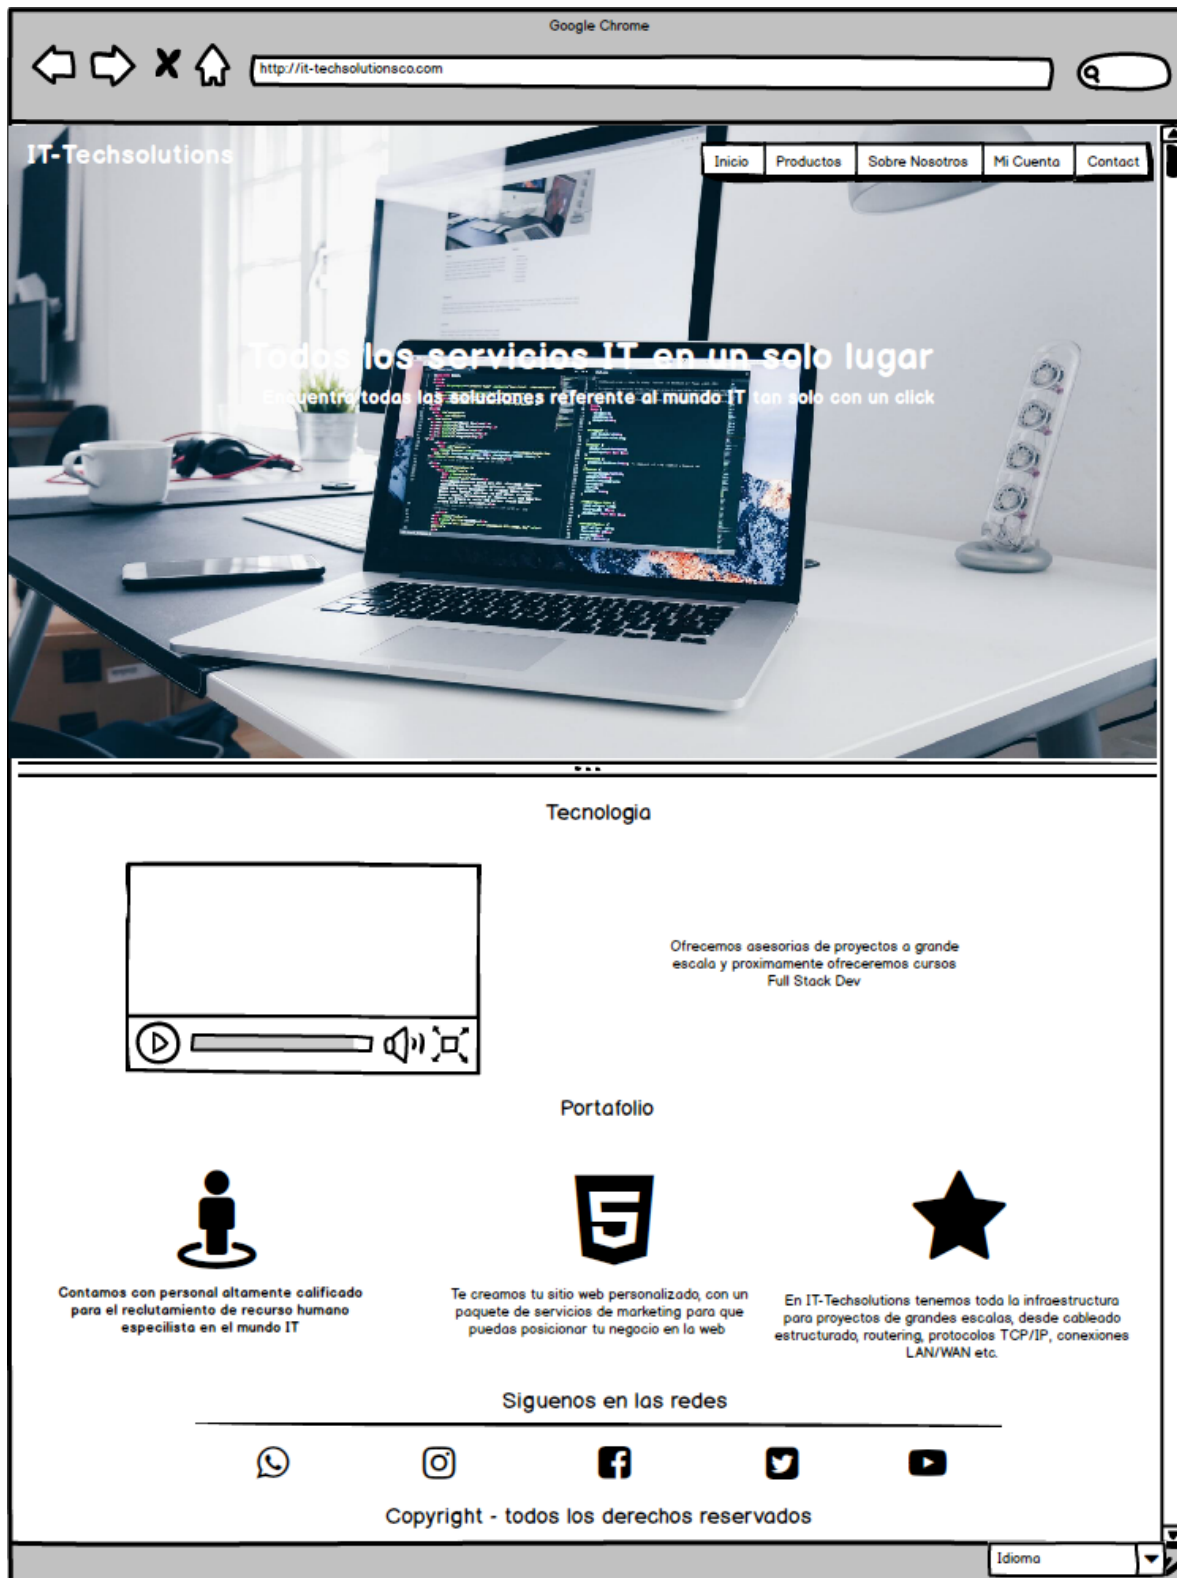 Google Chrome
http://it-techsolutionsco.com
IT-Techsolutions
Inicio
Productos
Sobre Nosotros
Mi Cuenta
Contact
Todos los servicios IT en un solo lugar
Encuentra todas las soluciones referente al mundo IT tan solo con un click
Tecnologia
Ofrecemos asesorias de proyectos a grande
escala y proximamente ofreceremos cursos
Full Stack Dev
Portafolio
Contamos con personal altamente calificado
para el reclutamiento de recurso humano
especilista en el mundo IT
Te creamos tu sitio web personalizado, con un
paquete de servicios de marketing para que
puedas posicionar tu negocio en la web
En IT-Techsolutions tenemos toda la infraestructura
para proyectos de grandes escalas, desde cableado
estructurado, routering, protocolos TCP/IP, conexiones
LAN/WAN etc.
Siguenos en las redes
Copyright - todos los derechos reservados
Idioma